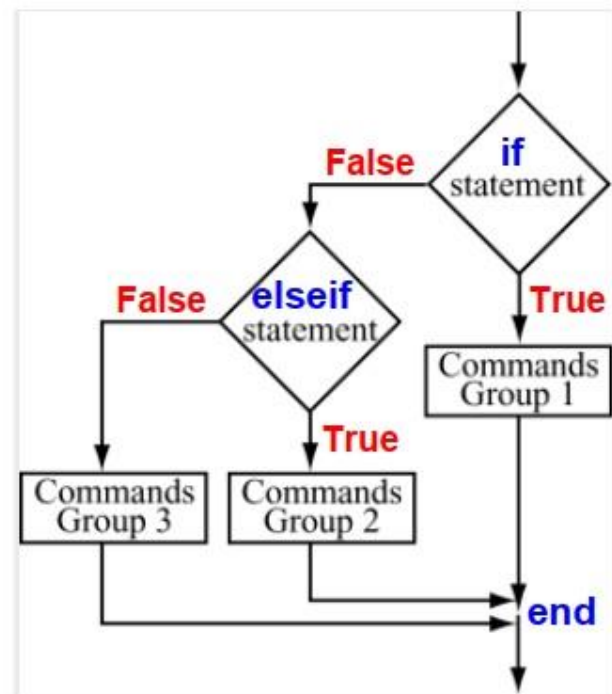 if
statement
False
True
elseif
statement
False
Commands
Group 1
True
Commands
Group 3
Commands
Group 2
end